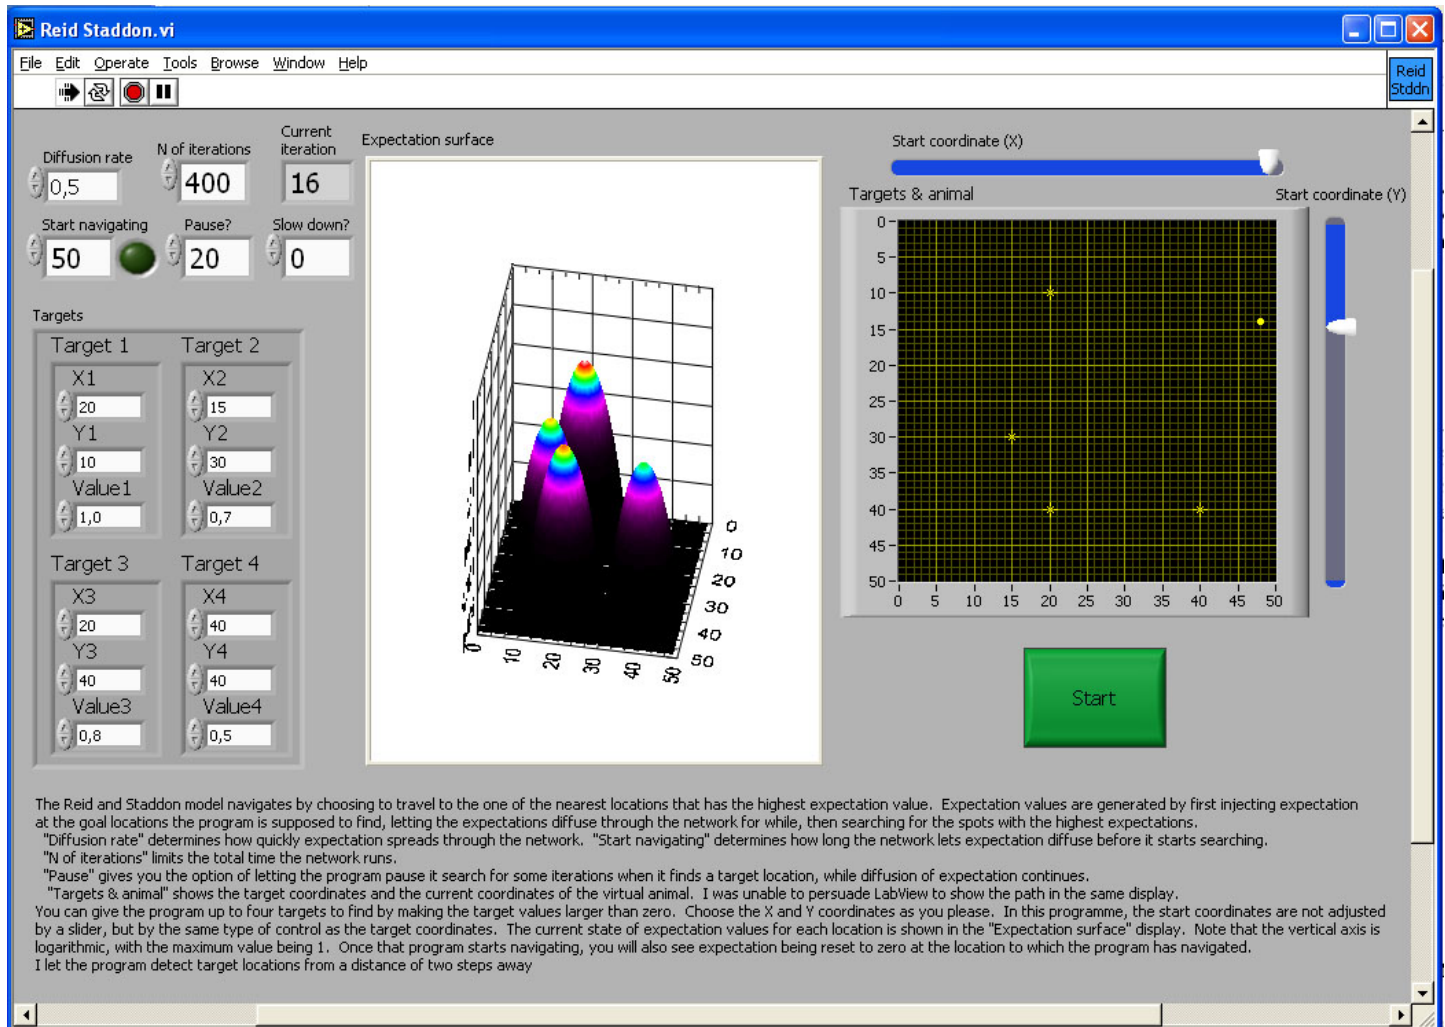 Reid Staddon.vi
File Edit Operate Tools Browse Window Help
Reid
Stddn
Diffusion rate
0,5
N of iterations
400
Current
iteration
16
Start navigating
50
Pause?
20
Slow down?
0
Targets
Target 1
X1
20
Y1
10
Value1
1,0
Target 2
X2
15
Y2
30
Value2
0,7
Target 3
X3
20
Y3
40
Value3
0,8
Target 4
X4
40
Y4
40
Value4
0,5
Expectation surface
0
10
20
30
40
50
0 10 20 30 40 50
Start coordinate (X)
Targets & animal
Start coordinate (Y)
0
5
10
15
20
25
30
35
40
45
50
0 5 10 15 20 25 30 35 40 45 50
Start
The Reid and Staddon model navigates by choosing to travel to the one of the nearest locations that has the highest expectation value. Expectation values are generated by first injecting expectation
at the goal locations the program is supposed to find, letting the expectations diffuse through the network for while, then searching for the spots with the highest expectations.
"Diffusion rate" determines how quickly expectation spreads through the network. "Start navigating" determines how long the network lets expectation diffuse before it starts searching.
"N of iterations" limits the total time the network runs.
"Pause" gives you the option of letting the program pause it search for some iterations when it finds a target location, while diffusion of expectation continues.
"Targets & animal" shows the target coordinates and the current coordinates of the virtual animal. I was unable to persuade LabView to show the path in the same display.
You can give the program up to four targets to find by making the target values larger than zero. Choose the X and Y coordinates as you please. In this programme, the start coordinates are not adjusted
by a slider, but by the same type of control as the target coordinates. The current state of expectation values for each location is shown in the "Expectation surface" display. Note that the vertical axis is
logarithmic, with the maximum value being 1. Once that program starts navigating, you will also see expectation being reset to zero at the location to which the program has navigated.
I let the program detect target locations from a distance of two steps away